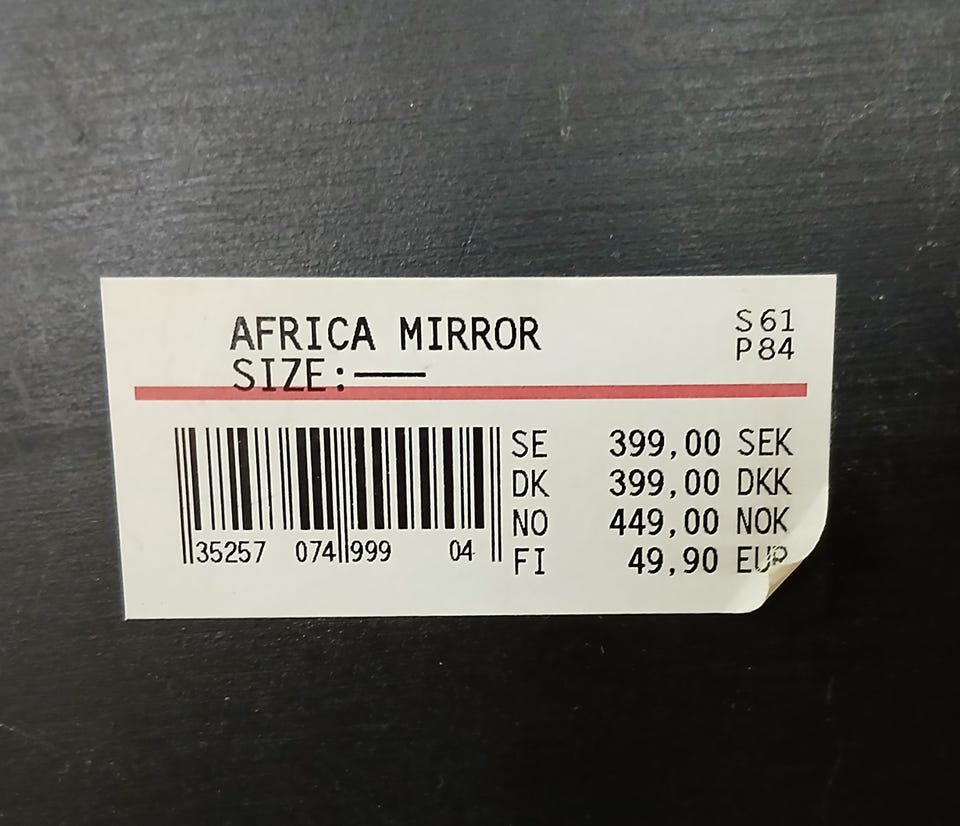 AFRICA MIRROR
SIZE:——
S61
P84
SE 399,00 SEK
DK 399,00 DKK
NO 449,00 NOK
FI 49,90 EUR
35257 074 999 04